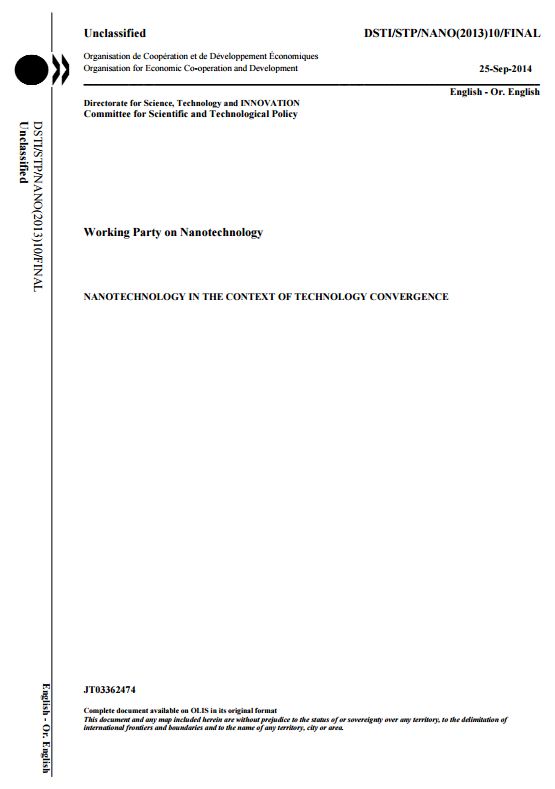 Unclassified DSTI/STP/NANO(2013)10/FINAL
Organisation de Coopération et de Développement Économiques
Organisation for Economic Co-operation and Development 25-Sep-2014
English - Or. English
Directorate for Science, Technology and INNOVATION
Committee for Scientific and Technological Policy
Working Party on Nanotechnology
NANOTECHNOLOGY IN THE CONTEXT OF TECHNOLOGY CONVERGENCE
JT03362474
Complete document available on OLIS in its original format
This document and any map included herein are without prejudice to the status of or sovereignty over any territory, to the delimitation of
international frontiers and boundaries and to the name of any territory, city or area.
DSTI/STP/NANO(2013)10/FINAL
Unclassified
English - Or. English